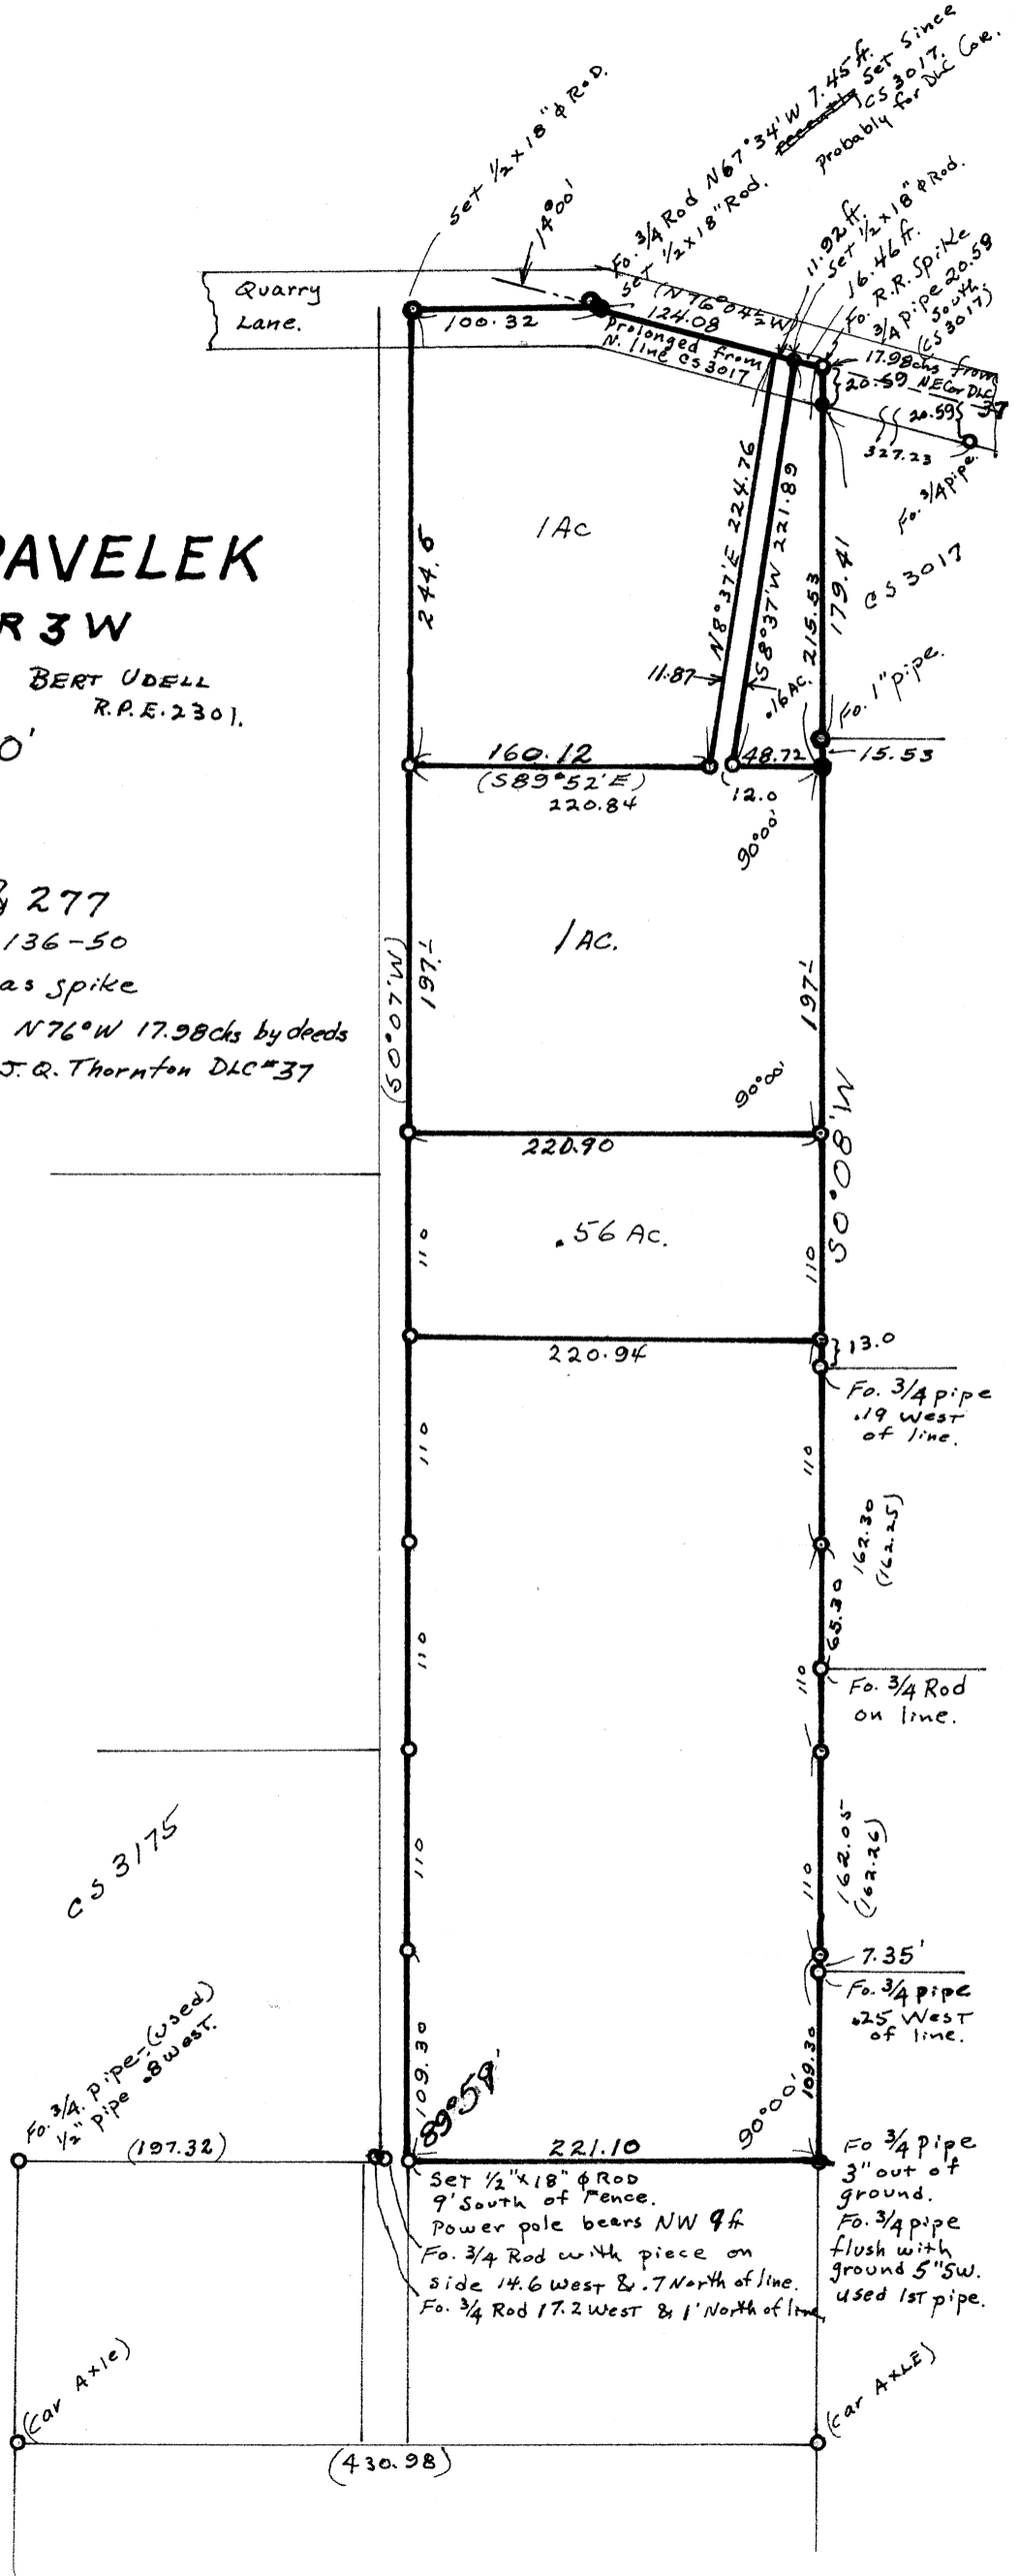 Set 1/2 x 18" ϕ ROD.
14°00'
Fo. 3/4 Rod N67°34'W 7.45 ft.
Set 1/2 x 18" Rod.
Set Since
CS 3017.
Probably for DLC Cor.
11.92 ft.
Set 1/2 x 18" ϕ Rod.
16.46 ft.
Fo. R.R. Spike
3/4 pipe 20.59
South
(CS 3017)
17.98 chs from
NE Cor DLC
37
20.59
20.59
327.23
Fo. 3/4 pipe.
Quarry
Lane.
100.32
(N76°04½W)
124.08
Prolonged from
N. line CS 3017
1 AC
244.6
N8°37'E 224.76
S8°37'W 221.89
11.87
.16 AC.
215.53
179.41
CS 3017
Fo. 1" pipe.
15.53
PAVELEK
R 3 W
BERT UDELL
R.P.E. 2301.
0'
160.12
(S89°52'E)
220.84
48.72
12.0
90°00'
277
136-50
as spike
N76°W 17.98 chs by deeds
J. Q. Thornton DLC #37
1 AC.
(S0°07'W)
197.-
197.-
90°00'
S0°08'W
220.90
.56 AC.
110
110
220.94
13.0
Fo. 3/4 pipe
.19 west
of line.
110
110
162.30
(162.25)
65.30
Fo. 3/4 Rod
on line.
110
110
CS 3175
110
110
162.05
(162.26)
7.35'
Fo. 3/4 pipe
.25 West
of line.
109.30
109.30
Fo. 3/4 pipe-(used)
1/2" pipe .8 west.
(197.32)
89°58'
90°00'
221.10
Set 1/2" x 18" ϕ Rod
9' South of Fence.
Power pole bears NW 9 ft
Fo. 3/4 Rod with piece on
side 14.6 west & .7 North of line.
Fo. 3/4 Rod 17.2 West & 1' North of line,
Fo 3/4 pipe
3" out of
ground.
Fo. 3/4 pipe
flush with
ground 5" SW.
used 1ST pipe.
(Car Axle)
(Car AXLE)
(430.98)